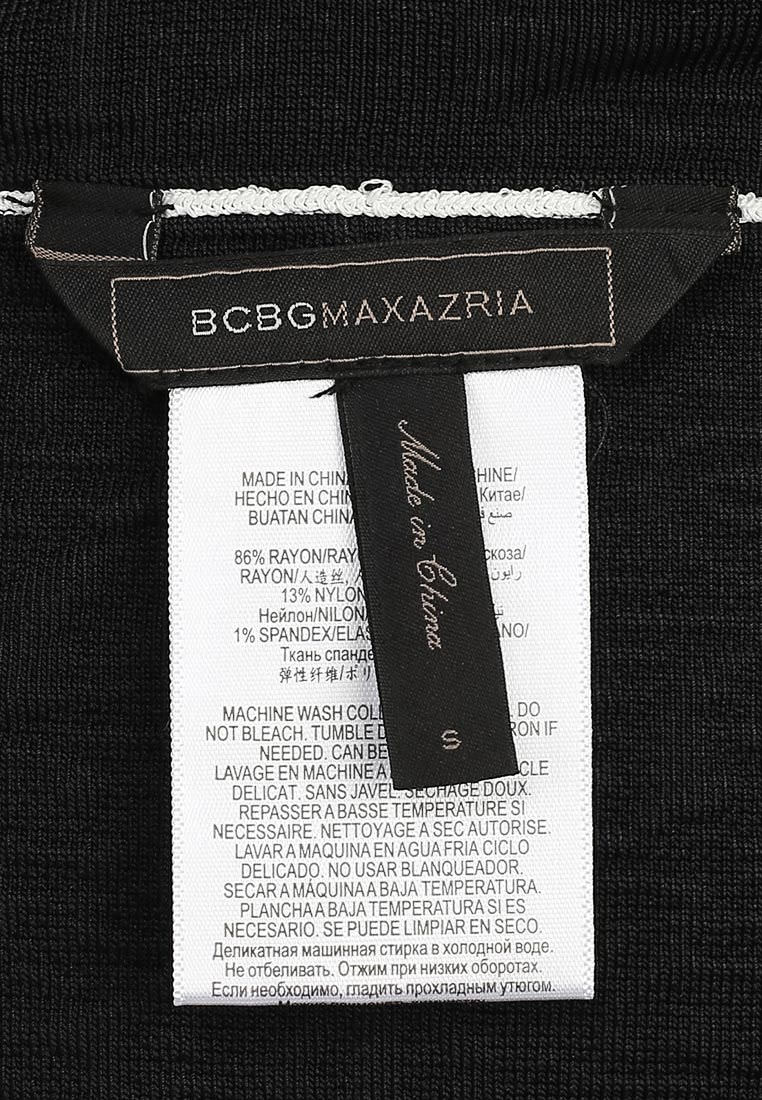 BCBGMAXAZRIA
Made in China
S
MADE IN CHINA
HECHO EN
BUATAN CHINA
صنع
86% RAYON/
RAYON/人造丝,
رايون/
13% NYLON
Нейлон/NILON/
1% SPANDEX/
Ткань
弹性纤维/ポリ
MACHINE WASH COLD DO
NOT BLEACH. TUMBLE IF
NEEDED. CAN BE
LAVAGE EN MACHINE A
DELICAT. SANS JAVEL. SECHAGE DOUX.
REPASSER A BASSE TEMPERATURE SI
NECESSAIRE. NETTOYAGE A SEC AUTORISE.
LAVAR A MAQUINA EN AGUA FRIA CICLO
DELICADO. NO USAR BLANQUEADOR.
SECAR A MÁQUINA A BAJA TEMPERATURA.
PLANCHA A BAJA TEMPERATURA SI ES
NECESARIO. SE PUEDE LIMPIAR EN SECO.
Деликатная машинная стирка в холодной воде.
Не отбеливать. Отжим при низких оборотах.
Если необходимо, гладить прохладным утюгом.